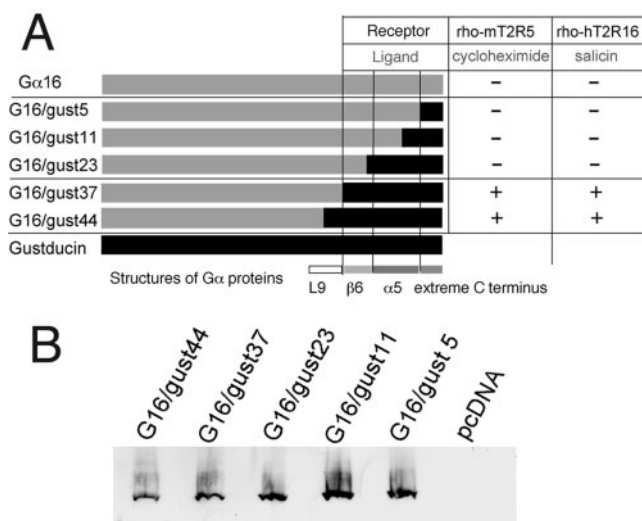 A
Receptor rho-mT2R5 rho-hT2R16
Ligand cycloheximide salicin
Gα16 – –
G16/gust5 – –
G16/gust11 – –
G16/gust23 – –
G16/gust37 + +
G16/gust44 + +
Gustducin
Structures of Gα proteins L9 β6 α5 extreme C terminus
B
G16/gust44 G16/gust37 G16/gust23 G16/gust11 G16/gust 5 pcDNA